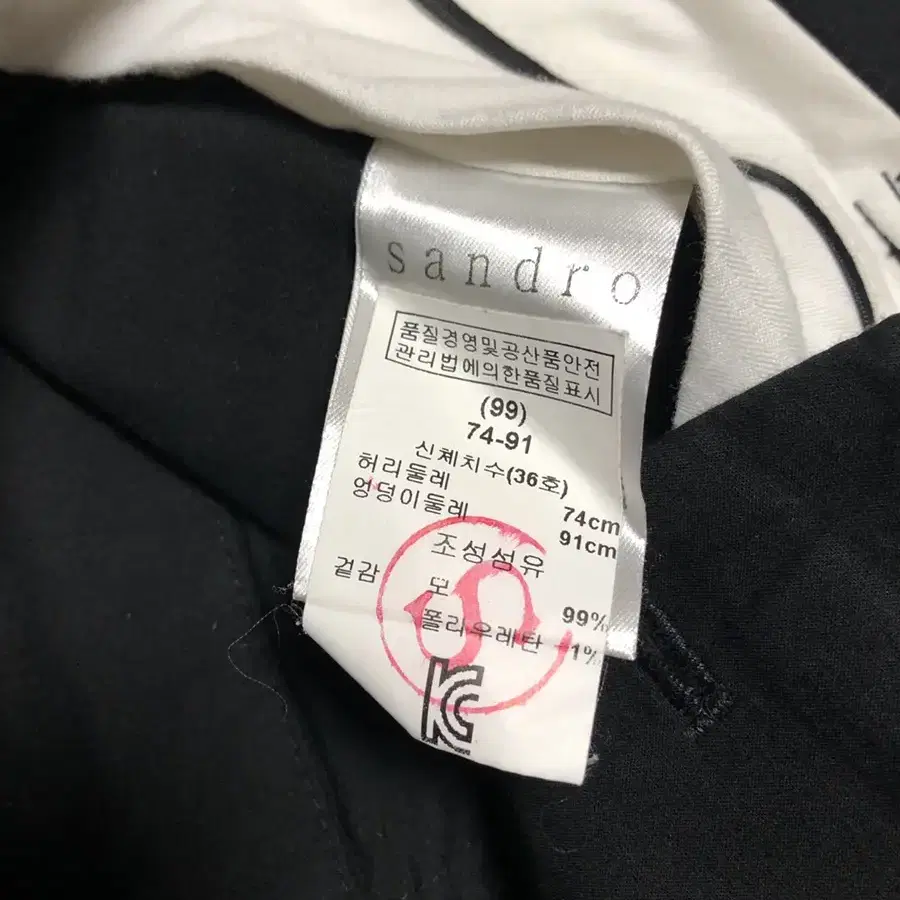 sandro
품질경영및공산품안전
관리법에의한품질표시
(99)
74-91
신체치수(36호)
허리둘레 74cm
엉덩이둘레 91cm
조성섬유
겉감 모 99%
폴리우레탄 1%
KC